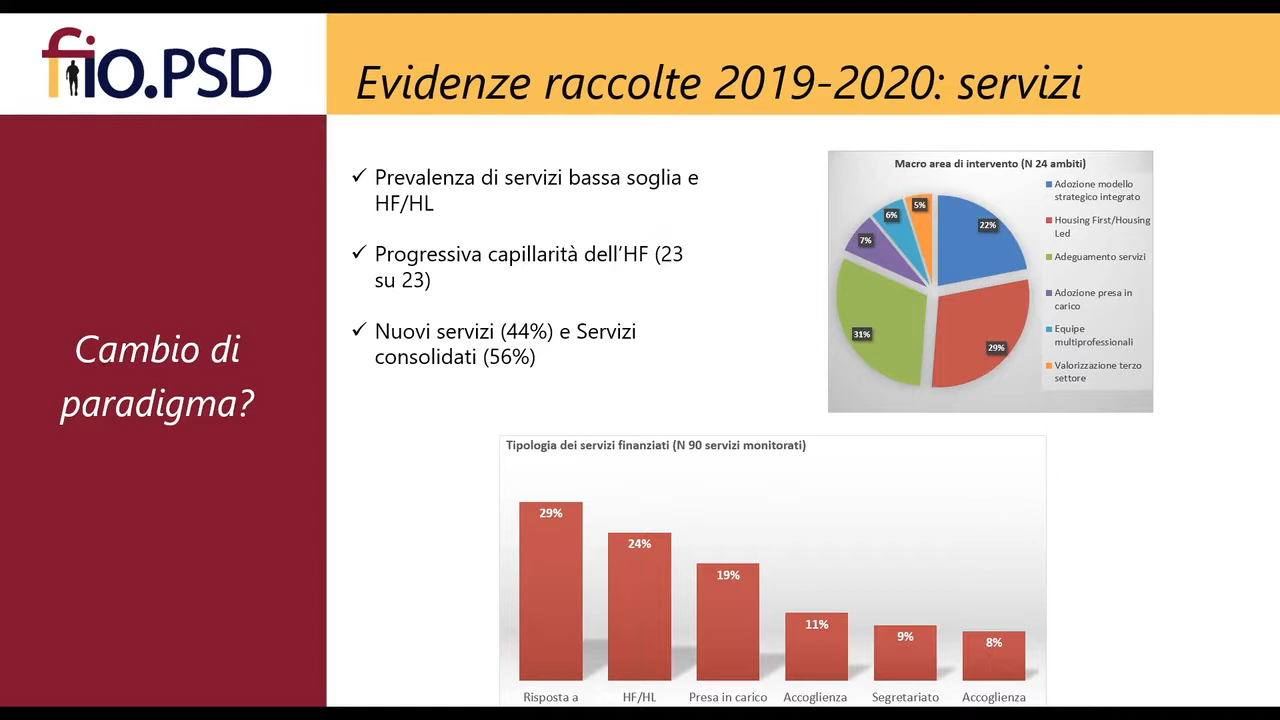 fio.PSD
Evidenze raccolte 2019-2020: servizi
Cambio di
paradigma?
✓ Prevalenza di servizi bassa soglia e
HF/HL
✓ Progressiva capillarità dell’HF (23
su 23)
✓ Nuovi servizi (44%) e Servizi
consolidati (56%)
Macro area di intervento (N 24 ambiti)
22%
29%
31%
7%
6%
5%
Adozione modello
strategico integrato
Housing First/Housing
Led
Adeguamento servizi
Adozione presa in
carico
Equipe
multiprofessionali
Valorizzazione terzo
settore
Tipologia dei servizi finanziati (N 90 servizi monitorati)
29%
24%
19%
11%
9%
8%
Risposta a
HF/HL
Presa in carico
Accoglienza
Segretariato
Accoglienza